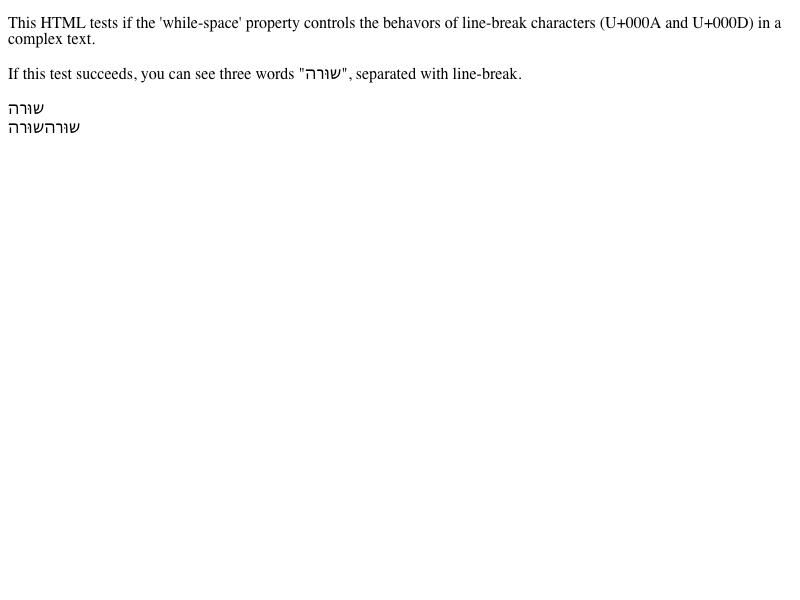 This HTML tests if the 'while-space' property controls the behavors of line-break characters (U+000A and U+000D) in a
complex text.
If this test succeeds, you can see three words "שורה", separated with line-break.
שורה
שורהשורה